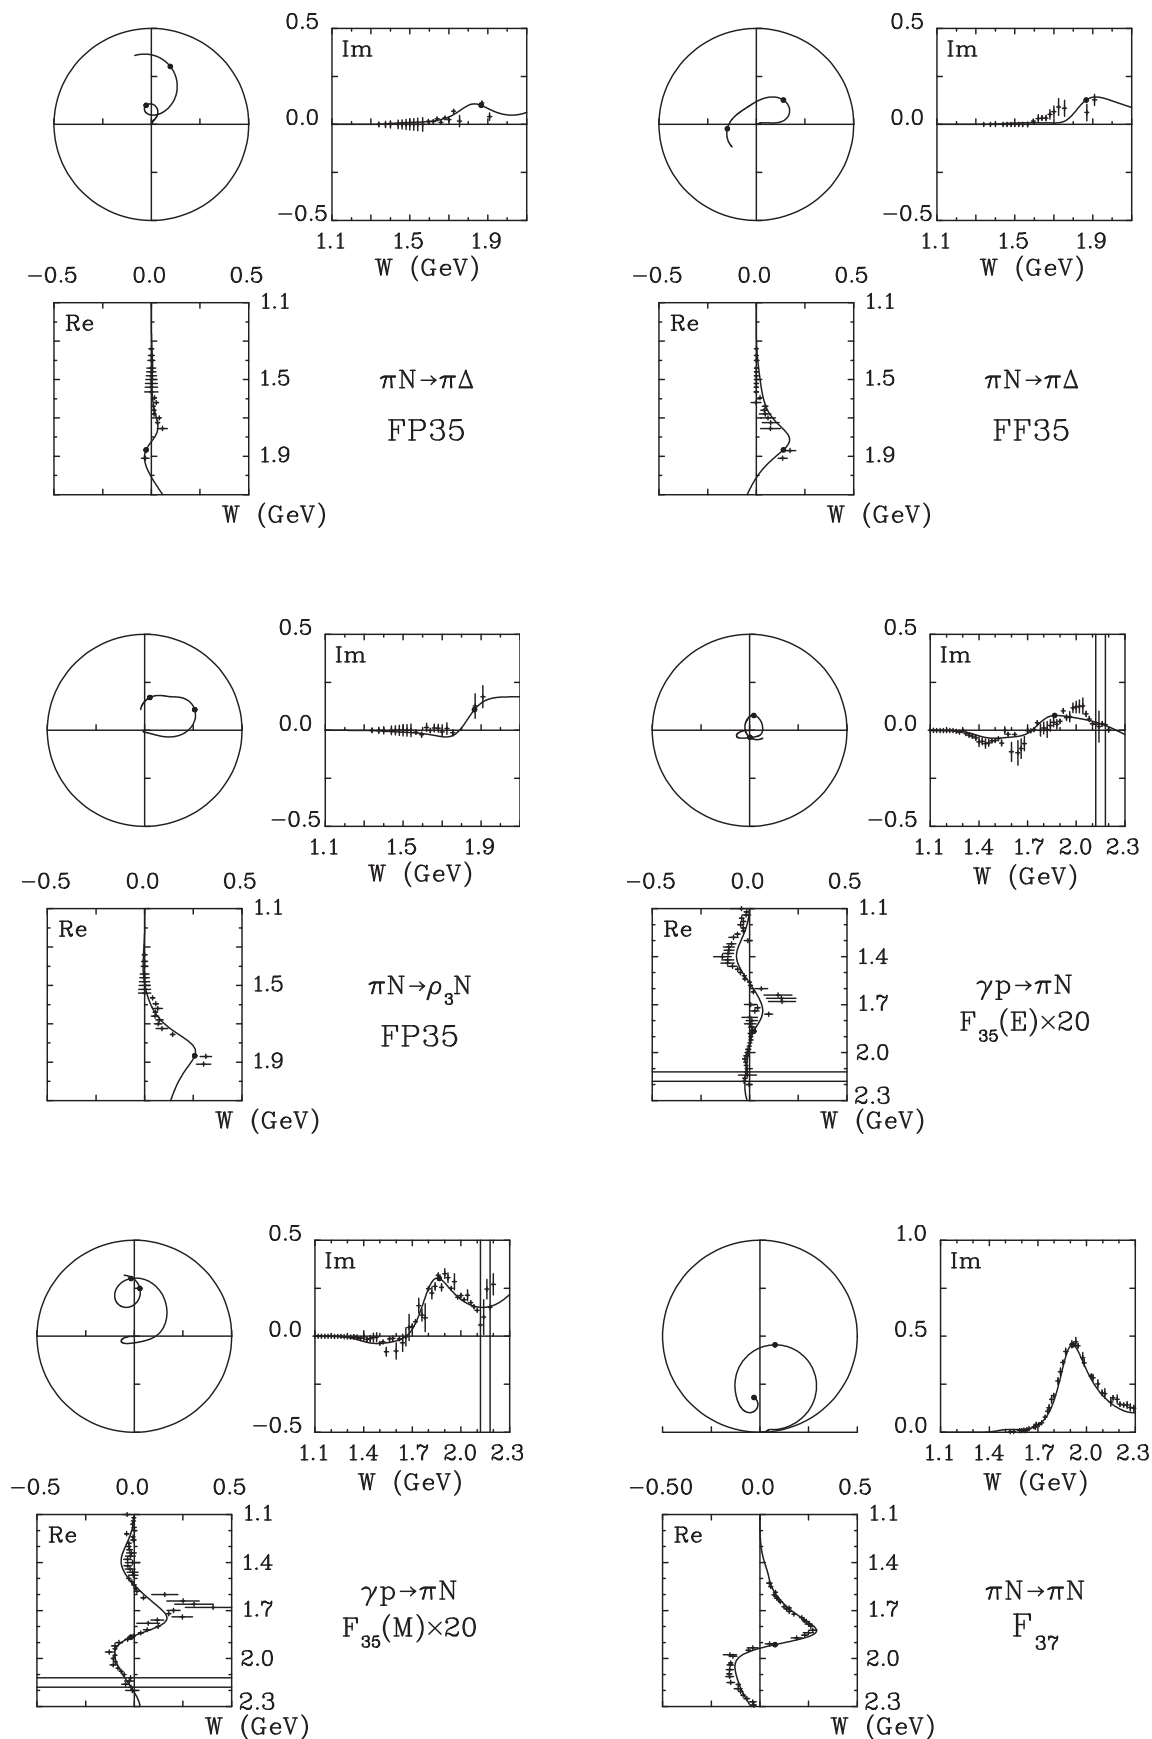 0.5
Im
0.0
−0.5
1.1 1.5 1.9
W (GeV)
−0.5 0.0 0.5
Re
1.1
1.5
1.9
W (GeV)
πN→πΔ
FP35
0.5
Im
0.0
−0.5
1.1 1.5 1.9
W (GeV)
−0.5 0.0 0.5
Re
1.1
1.5
1.9
W (GeV)
πN→πΔ
FF35
0.5
Im
0.0
−0.5
1.1 1.5 1.9
W (GeV)
−0.5 0.0 0.5
Re
1.1
1.5
1.9
W (GeV)
πN→ρ₃N
FP35
0.5
Im
0.0
−0.5
1.1 1.4 1.7 2.0 2.3
W (GeV)
−0.5 0.0 0.5
Re
1.1
1.4
1.7
2.0
2.3
W (GeV)
γp→πN
F₃₅(E)×20
0.5
Im
0.0
−0.5
1.1 1.4 1.7 2.0 2.3
W (GeV)
−0.5 0.0 0.5
Re
1.1
1.4
1.7
2.0
2.3
W (GeV)
γp→πN
F₃₅(M)×20
1.0
Im
0.5
0.0
1.1 1.4 1.7 2.0 2.3
W (GeV)
−0.50 0.0 0.5
Re
1.1
1.4
1.7
2.0
2.3
W (GeV)
πN→πN
F₃₇